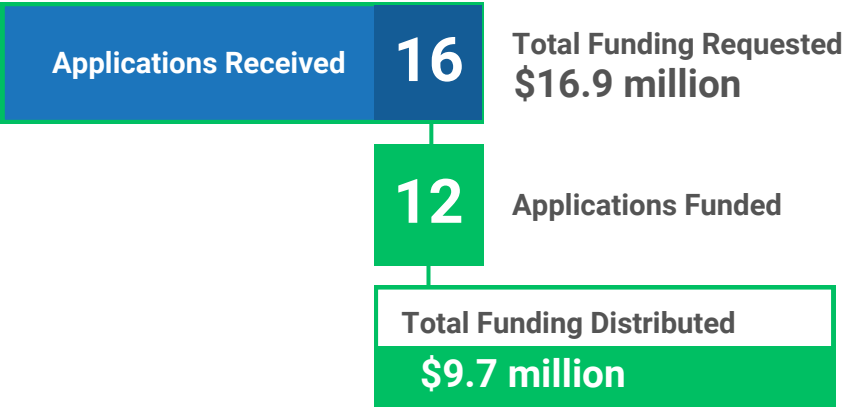 Applications Received
16
Total Funding Requested
$16.9 million
12
Applications Funded
Total Funding Distributed
$9.7 million